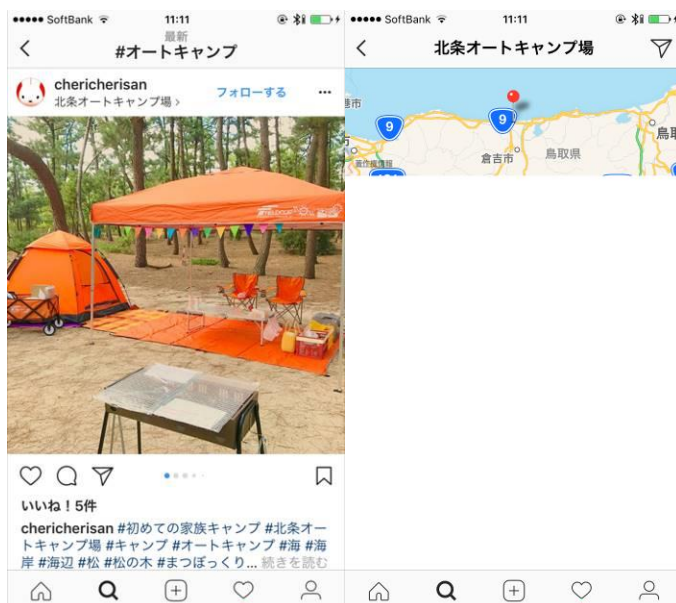 SoftBank 11:11
最新
#オートキャンプ
chericherisan
北条オートキャンプ場 >
フォローする
いいね！5件
chericherisan #初めての家族キャンプ #北条オー
トキャンプ場 #キャンプ #オートキャンプ #海 #海
岸 #海辺 #松 #松の木 #まつぼっくり... 続きを読む
SoftBank 11:11
北条オートキャンプ場
9
9
倉吉市
鳥取県